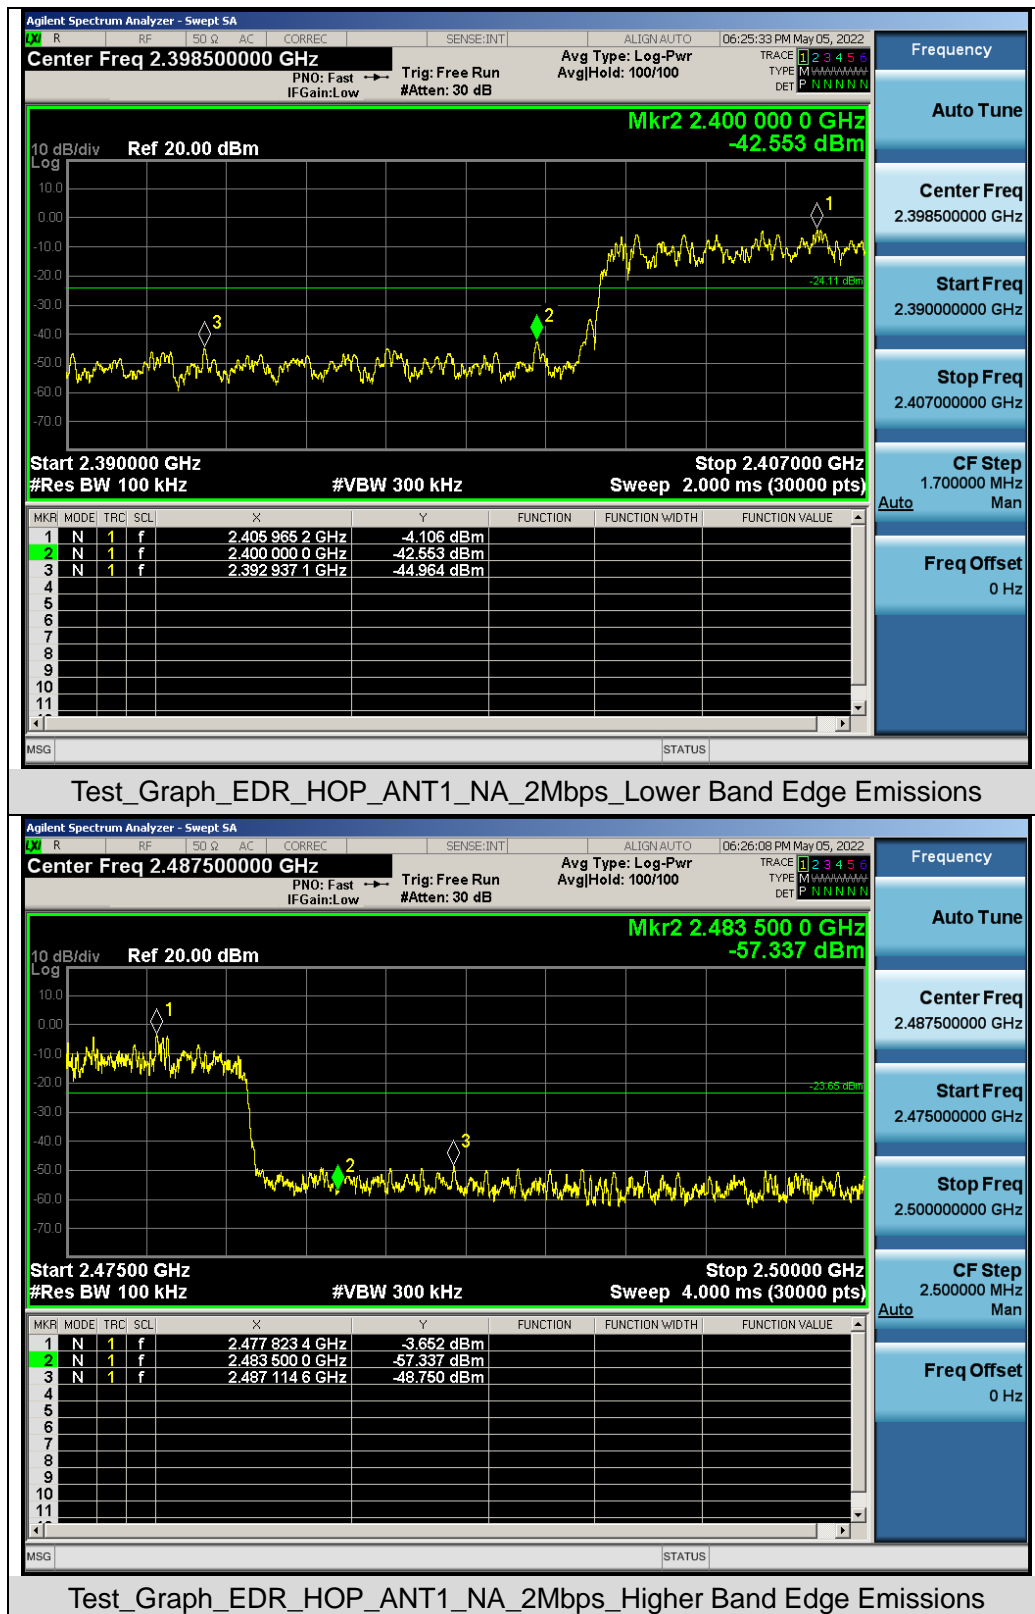 Agilent Spectrum Analyzer - Swept SA
LXI R RF 50 Ω AC CORREC SENSE:INT ALIGN AUTO 06:25:33 PM May 05, 2022
Center Freq 2.398500000 GHz
PNO: Fast
IFGain:Low
Trig: Free Run
#Atten: 30 dB
Avg Type: Log-Pwr
Avg|Hold: 100/100
TRACE 1 2 3 4 5 6
TYPE M WWWWW
DET P N N N N N
Mkr2 2.400 000 0 GHz
-42.553 dBm
10 dB/div Ref 20.00 dBm
Log
10.0
0.00
-10.0
-20.0
-30.0
-40.0
-50.0
-60.0
-70.0
1
-24.11 dBm
2
3
Start 2.390000 GHz Stop 2.407000 GHz
#Res BW 100 kHz #VBW 300 kHz Sweep 2.000 ms (30000 pts)
MKR MODE TRC SCL X Y FUNCTION FUNCTION WIDTH FUNCTION VALUE
1 N 1 f 2.405 965 2 GHz -4.106 dBm
2 N 1 f 2.400 000 0 GHz -42.553 dBm
3 N 1 f 2.392 937 1 GHz -44.964 dBm
4
5
6
7
8
9
10
11
MSG STATUS
Frequency
Auto Tune
Center Freq
2.398500000 GHz
Start Freq
2.390000000 GHz
Stop Freq
2.407000000 GHz
CF Step
1.700000 MHz
Auto Man
Freq Offset
0 Hz
Test_Graph_EDR_HOP_ANT1_NA_2Mbps_Lower Band Edge Emissions
Agilent Spectrum Analyzer - Swept SA
LXI R RF 50 Ω AC CORREC SENSE:INT ALIGN AUTO 06:26:08 PM May 05, 2022
Center Freq 2.487500000 GHz
PNO: Fast
IFGain:Low
Trig: Free Run
#Atten: 30 dB
Avg Type: Log-Pwr
Avg|Hold: 100/100
TRACE 1 2 3 4 5 6
TYPE M WWWWW
DET P N N N N N
Mkr2 2.483 500 0 GHz
-57.337 dBm
10 dB/div Ref 20.00 dBm
Log
10.0
0.00
-10.0
-20.0
-30.0
-40.0
-50.0
-60.0
-70.0
1
-23.65 dBm
3
2
Start 2.47500 GHz Stop 2.50000 GHz
#Res BW 100 kHz #VBW 300 kHz Sweep 4.000 ms (30000 pts)
MKR MODE TRC SCL X Y FUNCTION FUNCTION WIDTH FUNCTION VALUE
1 N 1 f 2.477 823 4 GHz -3.652 dBm
2 N 1 f 2.483 500 0 GHz -57.337 dBm
3 N 1 f 2.487 114 6 GHz -48.750 dBm
4
5
6
7
8
9
10
11
MSG STATUS
Frequency
Auto Tune
Center Freq
2.487500000 GHz
Start Freq
2.475000000 GHz
Stop Freq
2.500000000 GHz
CF Step
2.500000 MHz
Auto Man
Freq Offset
0 Hz
Test_Graph_EDR_HOP_ANT1_NA_2Mbps_Higher Band Edge Emissions